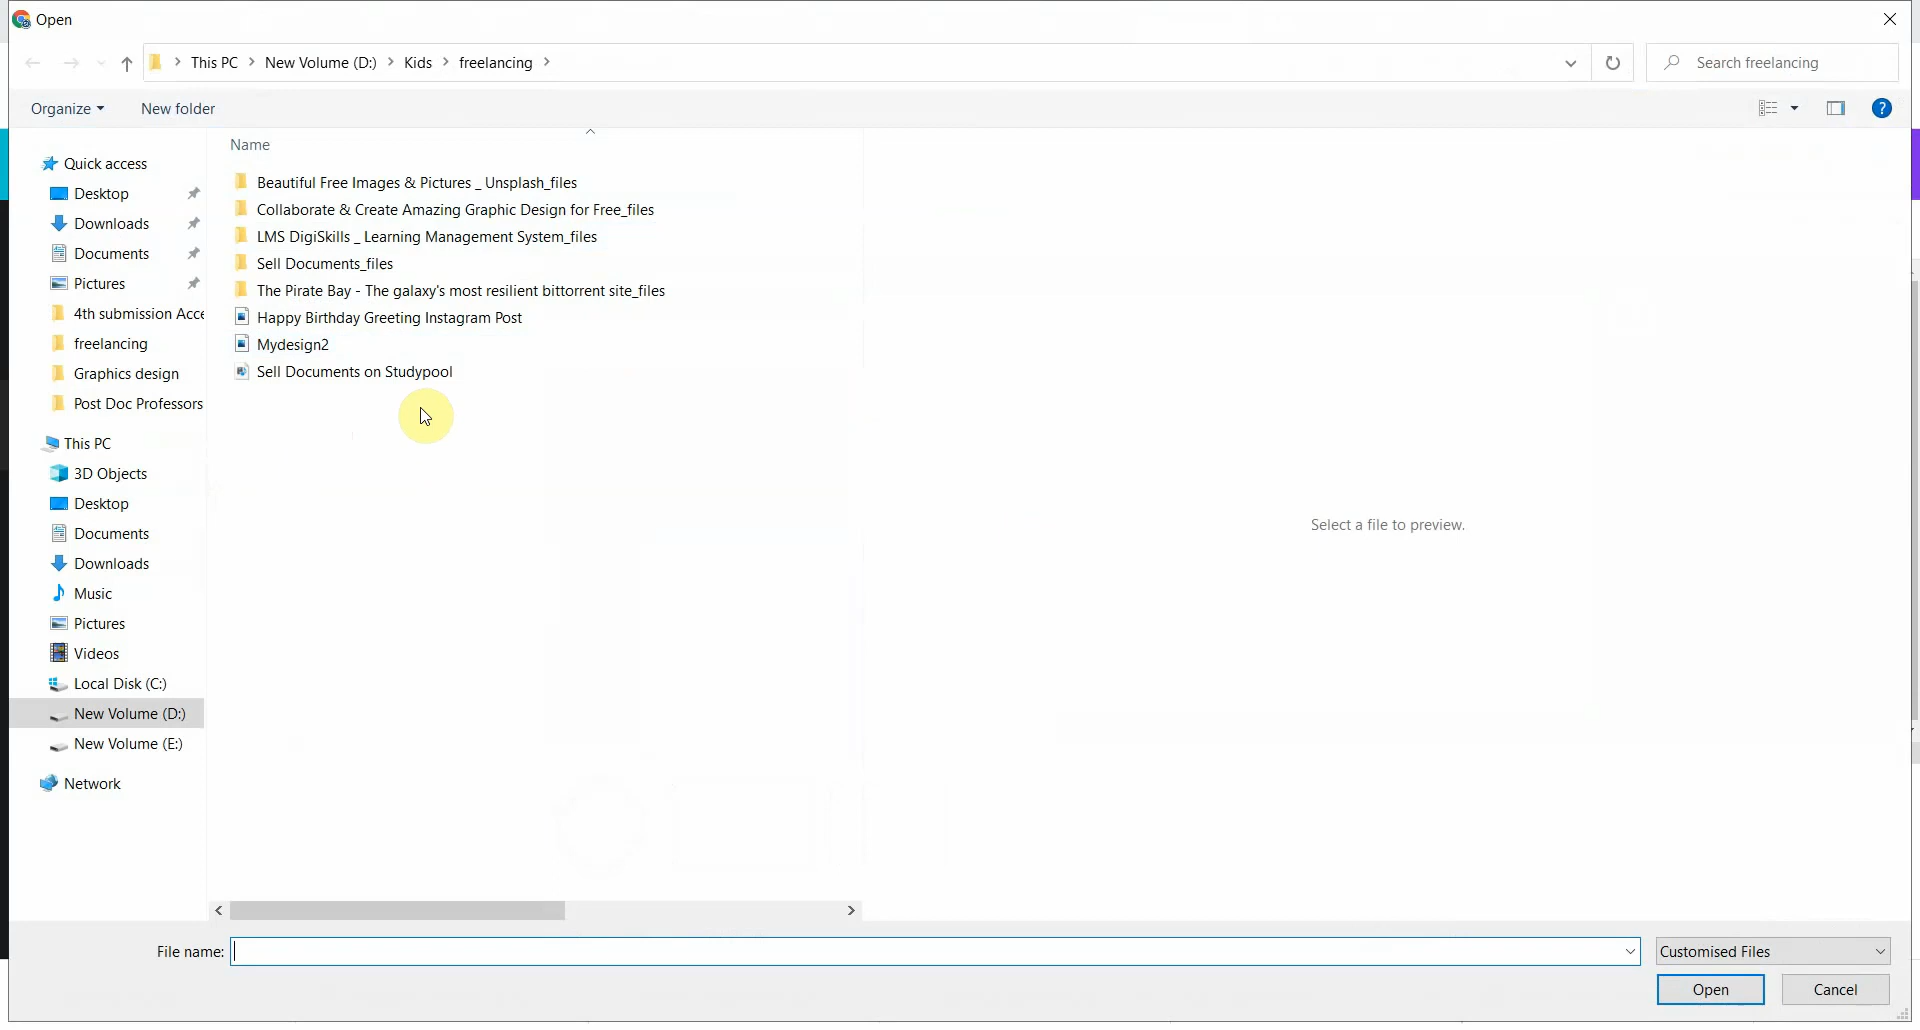 Open
This PC > New Volume (D:) > Kids > freelancing >
Search freelancing
Organize
New folder
?
Name
Quick access
Desktop
Downloads
Documents
Pictures
4th submission Acce
freelancing
Graphics design
Post Doc Professors
This PC
3D Objects
Desktop
Documents
Downloads
Music
Pictures
Videos
Local Disk (C:)
New Volume (D:)
New Volume (E:)
Network
Beautiful Free Images & Pictures _ Unsplash_files
Collaborate & Create Amazing Graphic Design for Free_files
LMS DigiSkills _ Learning Management System_files
Sell Documents_files
The Pirate Bay - The galaxy's most resilient bittorrent site_files
Happy Birthday Greeting Instagram Post
Mydesign2
Sell Documents on Studypool
Select a file to preview.
File name:
Customised Files
Open
Cancel